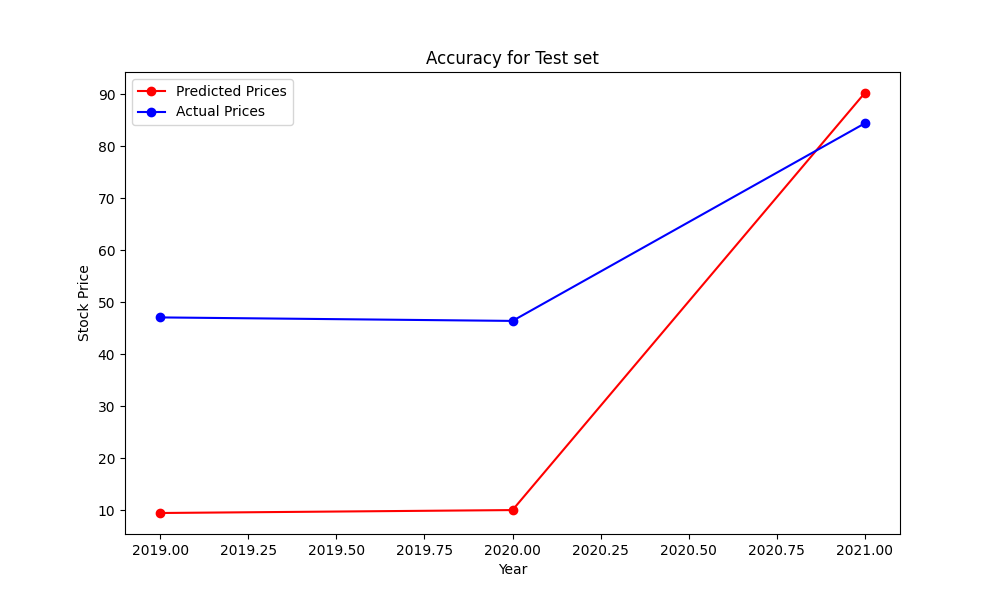 Accuracy for Test set
Predicted Prices
Actual Prices
90
80
70
60
50
40
30
20
10
Stock Price
2019.00 2019.25 2019.50 2019.75 2020.00 2020.25 2020.50 2020.75 2021.00
Year